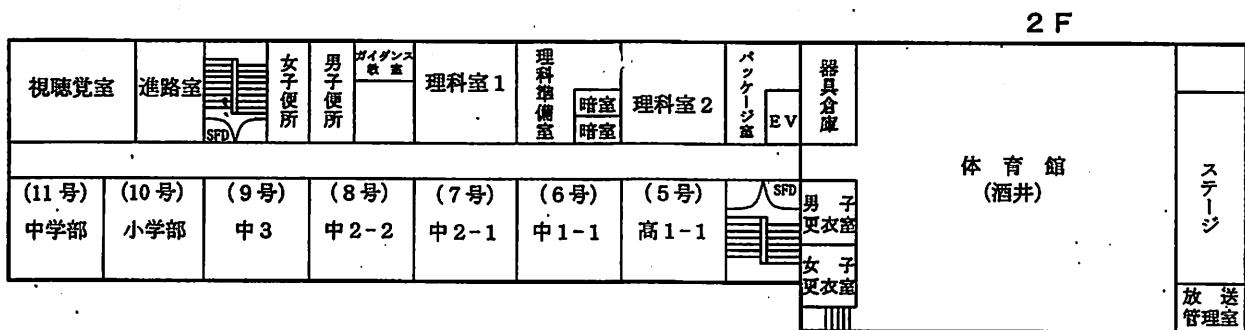 2F
視聴覚室
進路室
SFD
女子便所
男子便所
ガイダンス
教室
理科室1
理科準備室
暗室
暗室
理科室2
パッケージ室
EV
器具倉庫
体育館
(酒井)
ステージ
放送
管理室
(11号)
中学部
(10号)
小学部
(9号)
中3
(8号)
中2-2
(7号)
中2-1
(6号)
中1-1
(5号)
高1-1
SFD
男子
更衣室
女子
更衣室